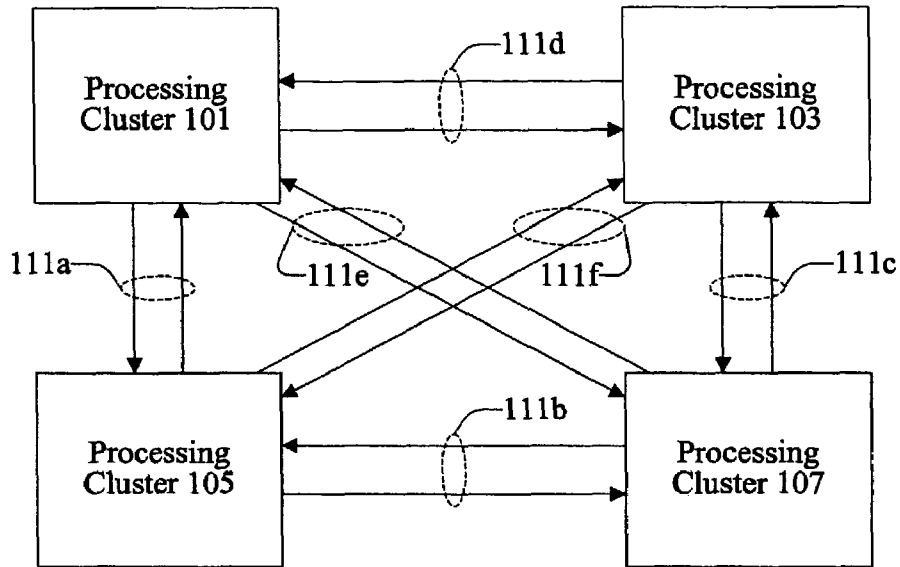 111d
Processing
Cluster 101
Processing
Cluster 103
111a
111e
111f
111c
111b
Processing
Cluster 105
Processing
Cluster 107